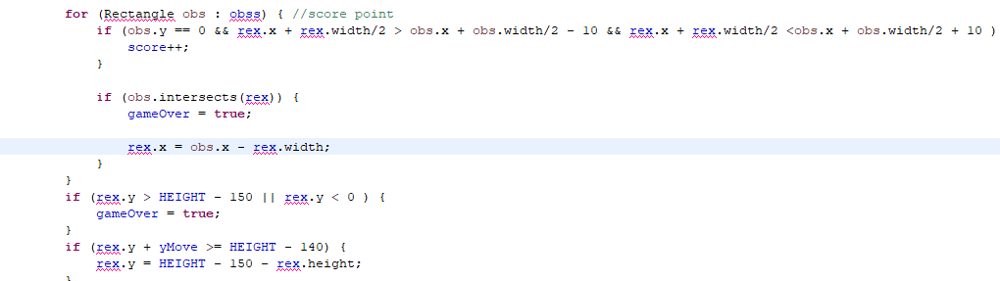 for (Rectangle obs : obss) { //score point
if (obs.y == 0 && rex.x + rex.width/2 > obs.x + obs.width/2 - 10 && rex.x + rex.width/2 <obs.x + obs.width/2 + 10 )
score++;
}
if (obs.intersects(rex)) {
gameOver = true;
rex.x = obs.x - rex.width;
}
}
if (rex.y > HEIGHT - 150 || rex.y < 0 ) {
gameOver = true;
}
if (rex.y + yMove >= HEIGHT - 140) {
rex.y = HEIGHT - 150 - rex.height;
}